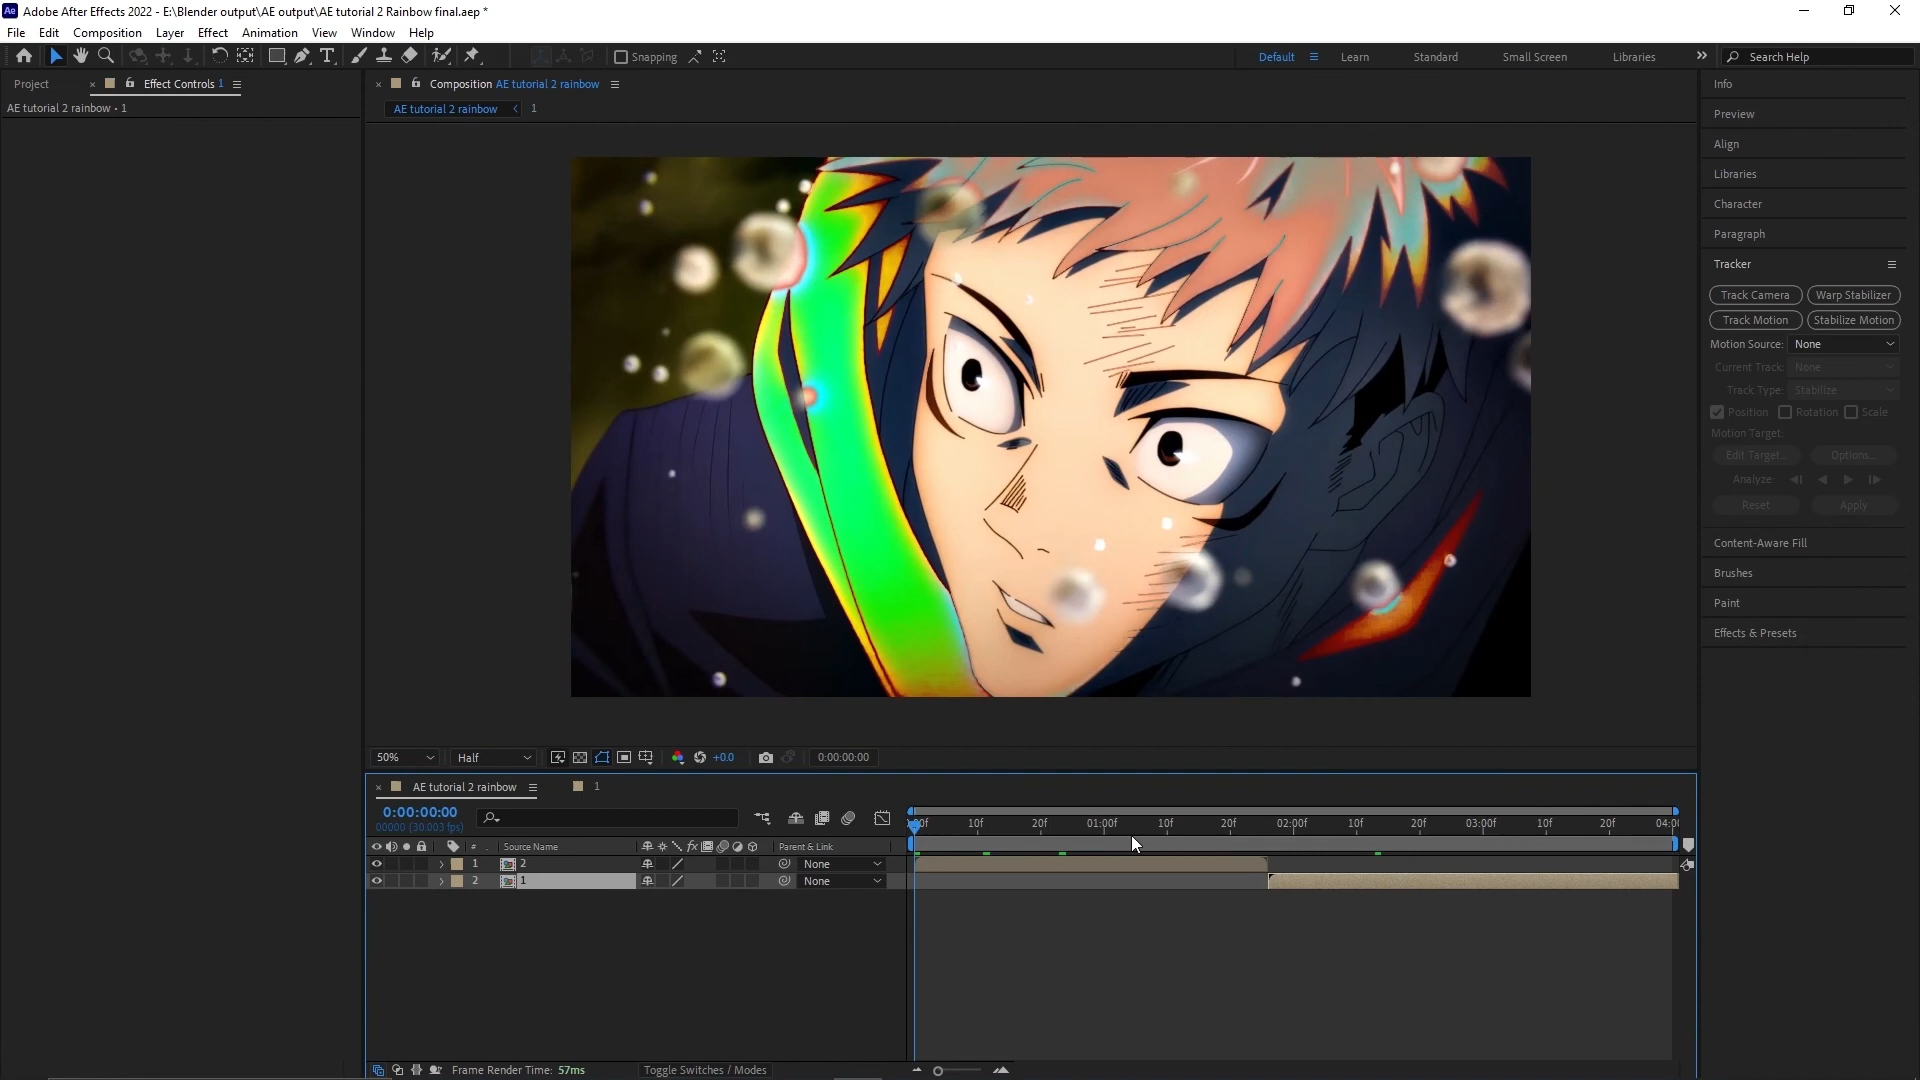 Adobe After Effects 2022 - E:\Blender output\AE output\AE tutorial 2 Rainbow final.aep *
File Edit Composition Layer Effect Animation View Window Help
Snapping Default Learn Standard Small Screen Libraries Search Help
Project Effect Controls 1
AE tutorial 2 rainbow • 1
Composition AE tutorial 2 rainbow
AE tutorial 2 rainbow 1
Info
Preview
Align
Libraries
Character
Paragraph
Tracker
Track Camera Warp Stabilizer
Track Motion Stabilize Motion
Motion Source: None
Current Track: None
Track Type: Stabilize
Position Rotation Scale
Motion Target:
Edit Target... Options...
Analyze:
Reset Apply
Content-Aware Fill
Brushes
Paint
Effects & Presets
50% Half +0.0 0:00:00:00
AE tutorial 2 rainbow 1
0:00:00:00
00000 (30.003 fps)
10f 20f 01:00f 10f 20f 02:00f 10f 20f 03:00f 10f 20f
# Source Name fx Parent & Link
1 2 None
2 1 None
Frame Render Time: 57ms Toggle Switches / Modes